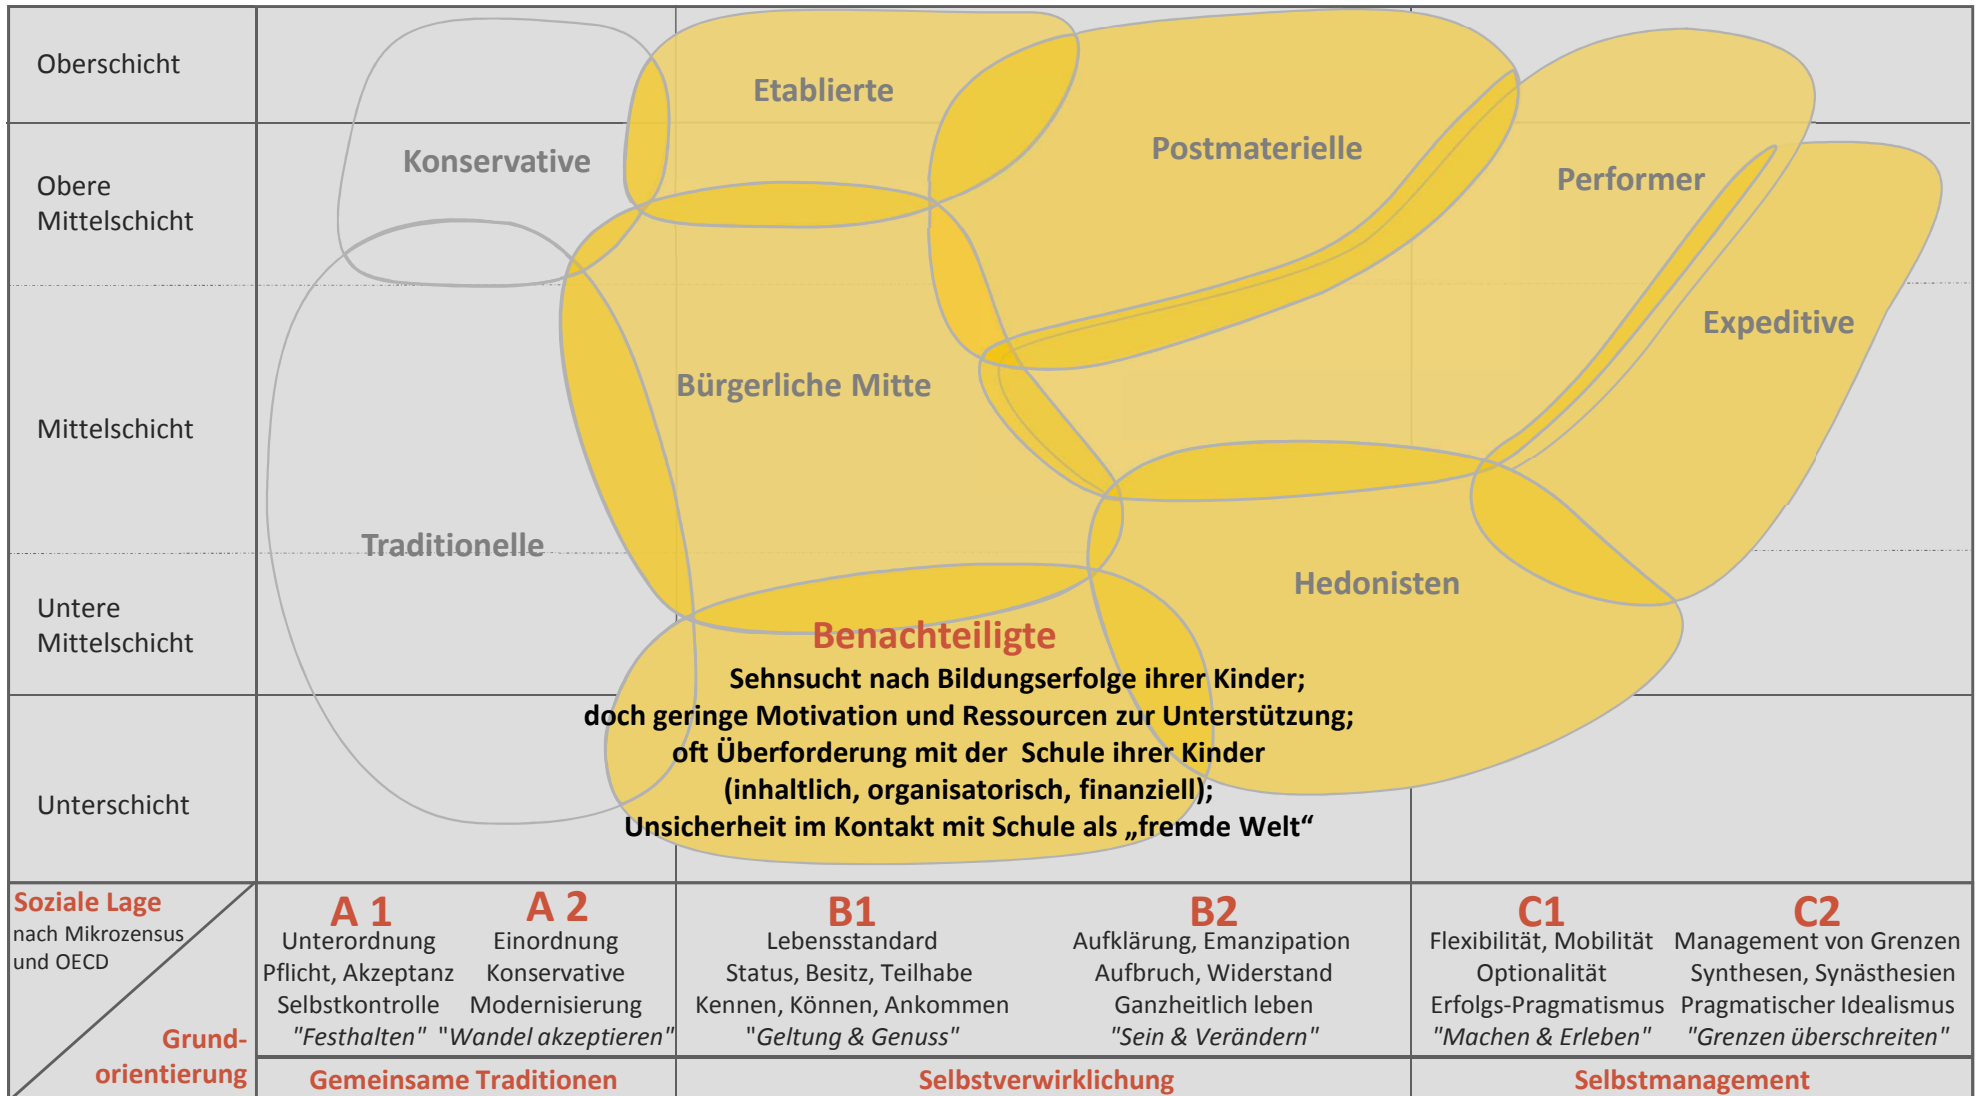 Oberschicht
Obere
Mittelschicht
Mittelschicht
Untere
Mittelschicht
Unterschicht
Etablierte
Konservative
Postmaterielle
Performer
Expeditive
Bürgerliche Mitte
Traditionelle
Hedonisten
Benachteiligte
Sehnsucht nach Bildungserfolge ihrer Kinder;
doch geringe Motivation und Ressourcen zur Unterstützung;
oft Überforderung mit der Schule ihrer Kinder
(inhaltlich, organisatorisch, finanziell);
Unsicherheit im Kontakt mit Schule als „fremde Welt“
Soziale Lage
nach Mikrozensus
und OECD
Grund-
orientierung
A 1
Unterordnung
Pflicht, Akzeptanz
Selbstkontrolle
"Festhalten"
A 2
Einordnung
Konservative
Modernisierung
"Wandel akzeptieren"
B1
Lebensstandard
Status, Besitz, Teilhabe
Kennen, Können, Ankommen
"Geltung & Genuss"
B2
Aufklärung, Emanzipation
Aufbruch, Widerstand
Ganzheitlich leben
"Sein & Verändern"
C1
Flexibilität, Mobilität
Optionalität
Erfolgs-Pragmatismus
"Machen & Erleben"
C2
Management von Grenzen
Synthesen, Synästhesien
Pragmatischer Idealismus
"Grenzen überschreiten"
Gemeinsame Traditionen
Selbstverwirklichung
Selbstmanagement